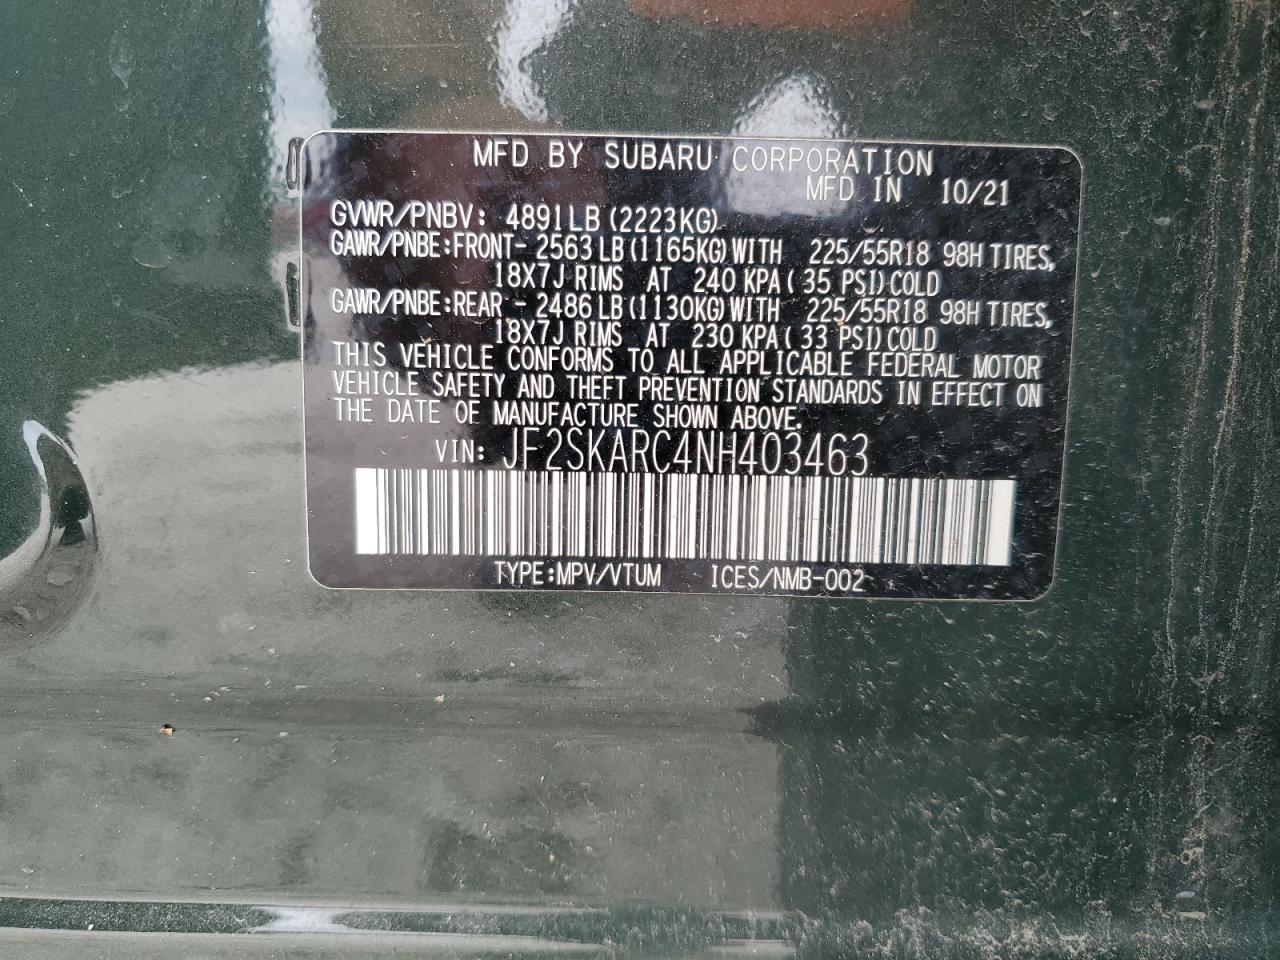 MFD BY SUBARU CORPORATION
MFD IN 10/21
GVWR/PNBV: 4891LB (2223KG)
GAWR/PNBE:FRONT- 2563 LB (1165KG) WITH 225/55R18 98H TIRES,
18X7J RIMS AT 240 KPA ( 35 PSI) COLD
GAWR/PNBE:REAR - 2486 LB (1130KG) WITH 225/55R18 98H TIRES,
18X7J RIMS AT 230 KPA ( 33 PSI) COLD
THIS VEHICLE CONFORMS TO ALL APPLICABLE FEDERAL MOTOR
VEHICLE SAFETY AND THEFT PREVENTION STANDARDS IN EFFECT ON
THE DATE OF MANUFACTURE SHOWN ABOVE.
VIN: JF2SKARC4NH403463
TYPE:MPV/VTUM ICES/NMB-002